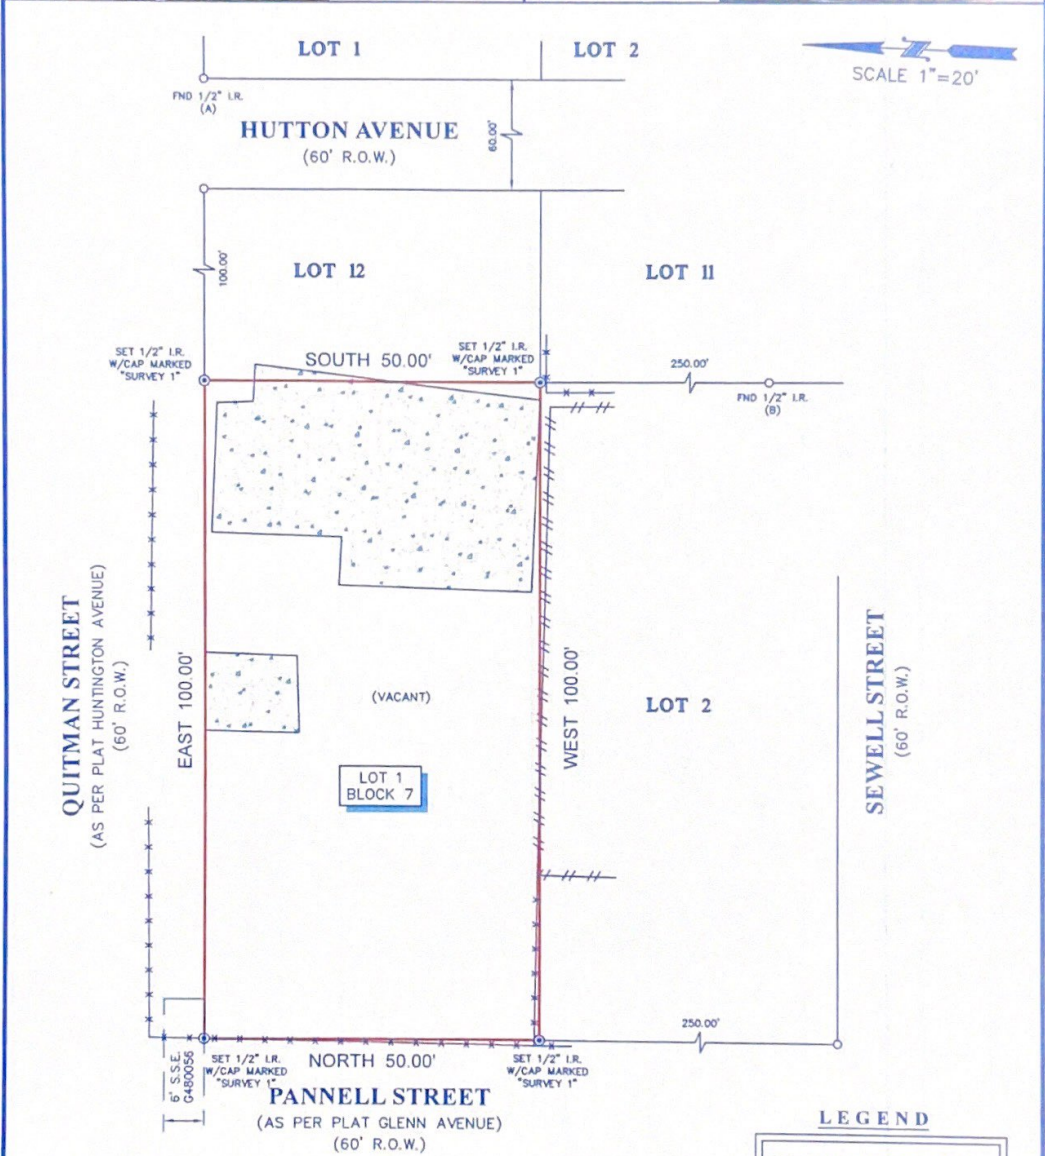 LOT 1
LOT 2
SCALE 1"=20'
FND 1/2" I.R.
(A)
HUTTON AVENUE
(60' R.O.W.)
60.00'
100.00'
LOT 12
LOT 11
SET 1/2" I.R.
W/CAP MARKED
"SURVEY 1"
SOUTH 50.00'
SET 1/2" I.R.
W/CAP MARKED
"SURVEY 1"
250.00'
FND 1/2" I.R.
(B)
QUITMAN STREET
(AS PER PLAT HUNTINGTON AVENUE)
(60' R.O.W.)
EAST 100.00'
(VACANT)
WEST 100.00'
LOT 2
SEWELL STREET
(60' R.O.W.)
LOT 1
BLOCK 7
250.00'
6' S.S.E.
G480056
SET 1/2" I.R.
W/CAP MARKED
"SURVEY 1"
NORTH 50.00'
SET 1/2" I.R.
W/CAP MARKED
"SURVEY 1"
PANNELL STREET
(AS PER PLAT GLENN AVENUE)
(60' R.O.W.)
LEGEND